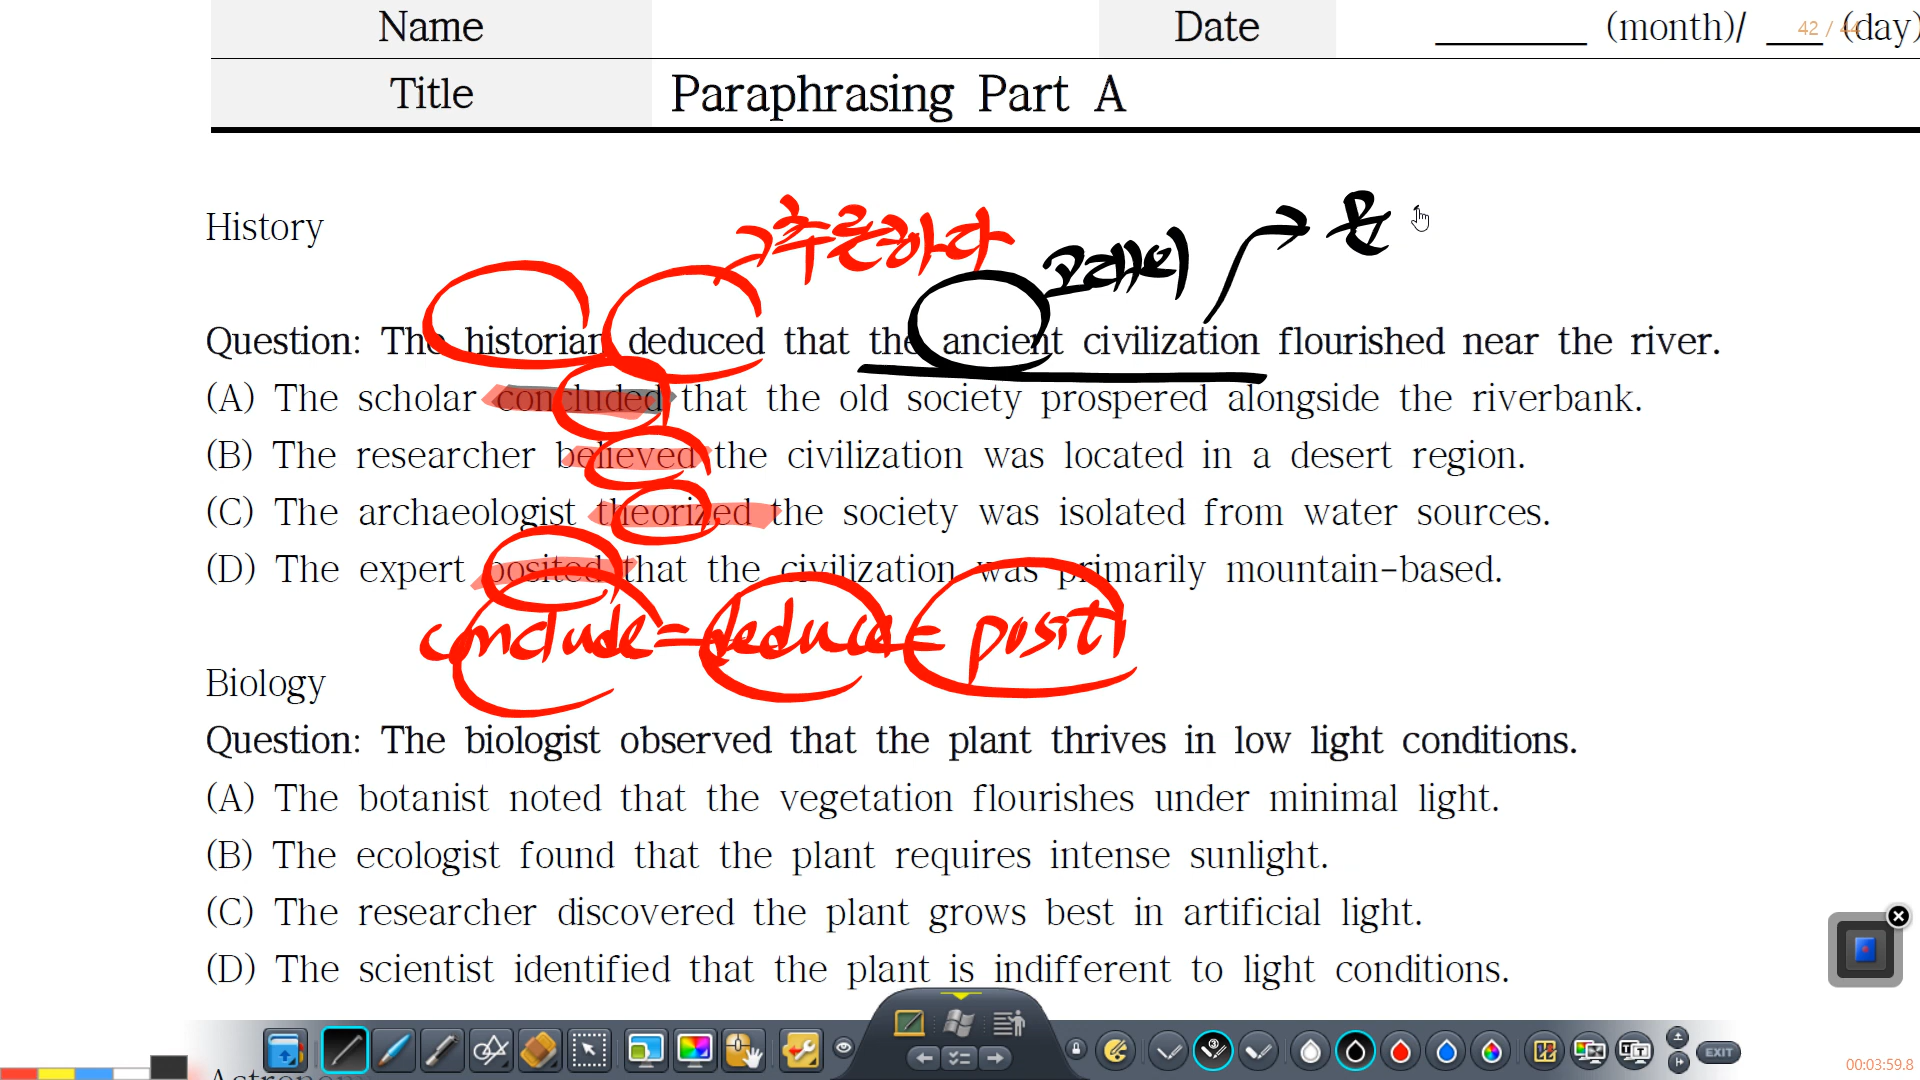 Name Date (month)/ (day)
42 / 44
Title Paraphrasing Part A
History
추론하다
고대의
문
Question: The historian deduced that the ancient civilization flourished near the river.
(A) The scholar concluded that the old society prospered alongside the riverbank.
(B) The researcher believed the civilization was located in a desert region.
(C) The archaeologist theorized the society was isolated from water sources.
(D) The expert posited that the civilization was primarily mountain-based.
conclude = deduce = posit
Biology
Question: The biologist observed that the plant thrives in low light conditions.
(A) The botanist noted that the vegetation flourishes under minimal light.
(B) The ecologist found that the plant requires intense sunlight.
(C) The researcher discovered the plant grows best in artificial light.
(D) The scientist identified that the plant is indifferent to light conditions.
EXIT
00:03:59.8